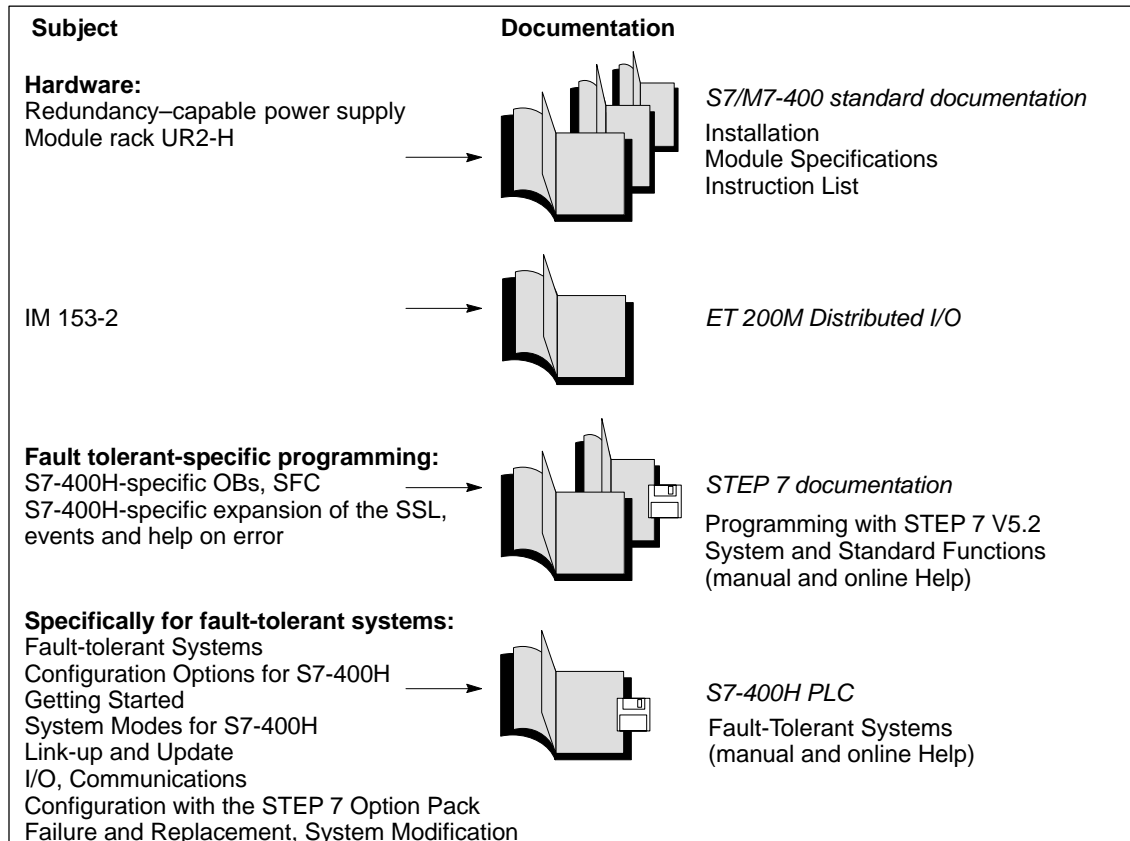 Subject
Documentation
Hardware:
Redundancy–capable power supply
Module rack UR2-H
S7/M7-400 standard documentation
Installation
Module Specifications
Instruction List
IM 153-2
ET 200M Distributed I/O
Fault tolerant-specific programming:
S7-400H-specific OBs, SFC
S7-400H-specific expansion of the SSL,
events and help on error
STEP 7 documentation
Programming with STEP 7 V5.2
System and Standard Functions
(manual and online Help)
Specifically for fault-tolerant systems:
Fault-tolerant Systems
Configuration Options for S7-400H
Getting Started
System Modes for S7-400H
Link-up and Update
I/O, Communications
Configuration with the STEP 7 Option Pack
Failure and Replacement, System Modification
S7-400H PLC
Fault-Tolerant Systems
(manual and online Help)